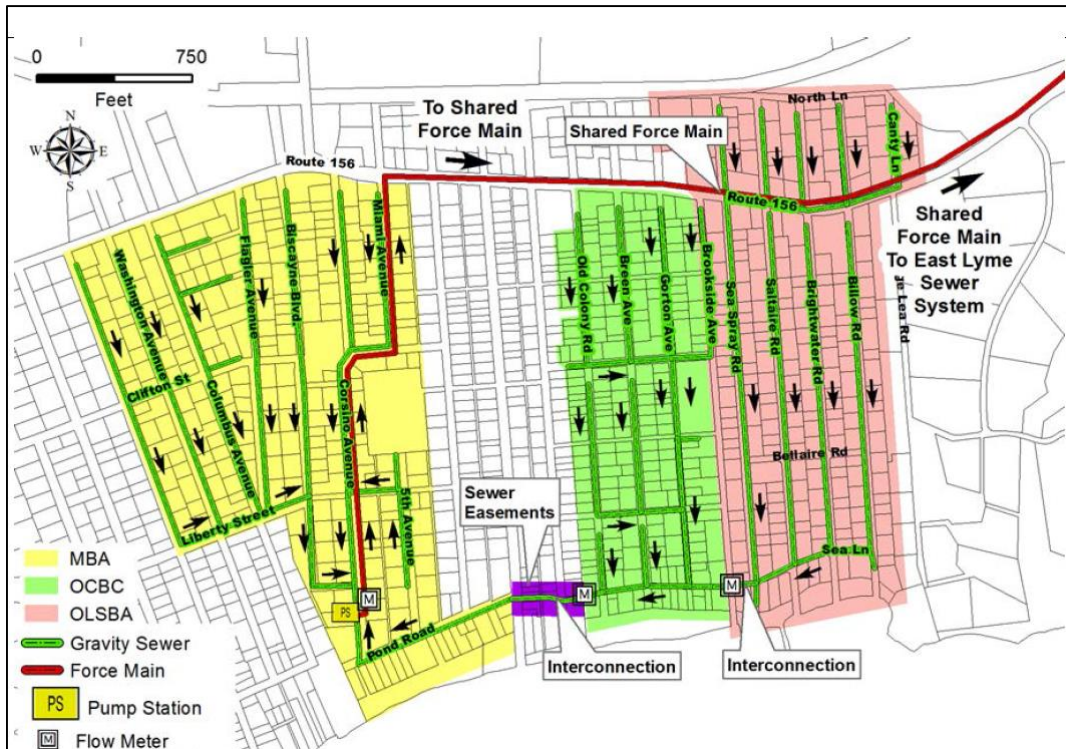 0 750
Feet
N
W E
S
To Shared
Force Main
Shared Force Main
North Ln
Canty Ln
Route 156
Route 156
Shared
Force Main
To East Lyme
Sewer
System
Washington Avenue
Flagler Avenue
Biscayne Blvd.
Miami Avenue
Clifton St
Columbus Avenue
Corsino Avenue
Liberty Street
5th Avenue
Old Colony Rd
Breen Ave
Gorton Ave
Brookside Ave
Sea Spray Rd
Saltaire Rd
Brightwater Rd
Billow Rd
Lea Rd
Bellaire Rd
Sewer
Easements
Sea Ln
M
M
M
PS
Pond Road
Interconnection
Interconnection
MBA
OCBC
OLSBA
Gravity Sewer
Force Main
PS Pump Station
M Flow Meter